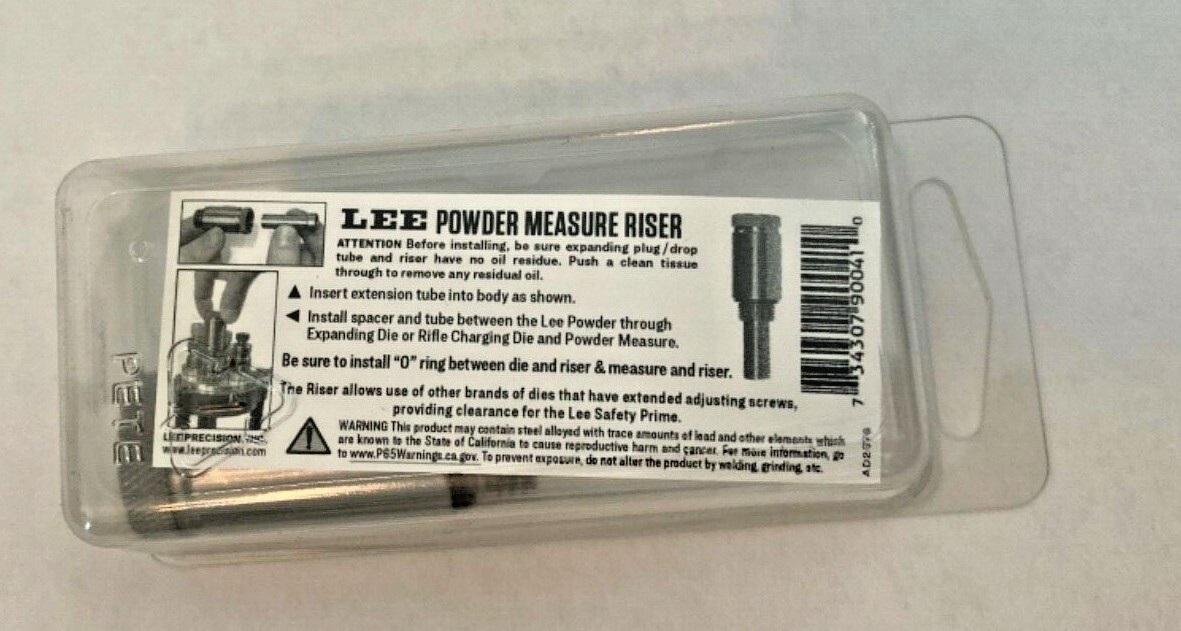 LEE POWDER MEASURE RISER
ATTENTION Before installing, be sure expanding plug/drop
tube and riser have no oil residue. Push a clean tissue
through to remove any residual oil.
▲ Insert extension tube into body as shown.
◀ Install spacer and tube between the Lee Powder through
Expanding Die or Rifle Charging Die and Powder Measure.
Be sure to install "O" ring between die and riser & measure and riser.
The Riser allows use of other brands of dies that have extended adjusting screws,
providing clearance for the Lee Safety Prime.
WARNING This product may contain steel alloyed with trace amounts of lead and other elements which
are known to the State of California to cause reproductive harm and cancer. For more information, go
to www.P65Warnings.ca.gov. To prevent exposure, do not alter the product by welding, grinding, etc.
LEE PRECISION, INC.
www.leeprecision.com
7 34307 90041 0
PETE